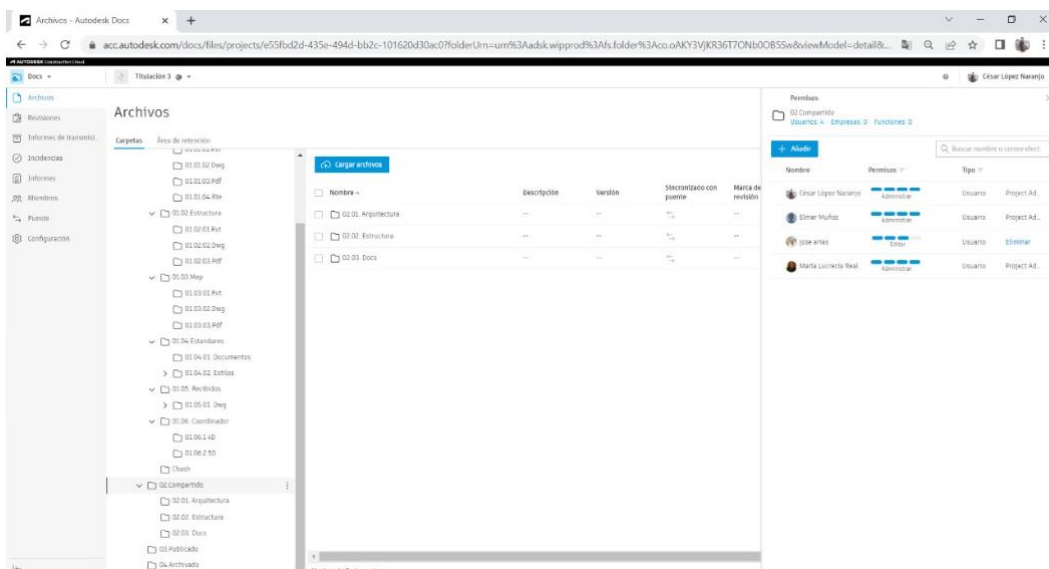 Archivos - Autodesk Docs
acc.autodesk.com/docs/files/projects/e55fbd2d-435e-494d-bb2c-101620d30ac0?folderUrn=urn%3Aadsk.wipprod%3Afs.folder%3Aco.oAKY3VjKR36T7ONb0OB5Sw&viewModel=detail&...
AUTODESK Construction Cloud
Docs
Titulación 3
César López Naranjo
Archivos
Revisiones
Informes de transmisi...
Incidencias
Informes
Miembros
Puente
Configuración
Archivos
Carpetas
Área de retención
01.01.02.Dwg
01.01.03.Pdf
01.01.04.Rte
01.02.Estructura
01.02.01.Rvt
01.02.02.Dwg
01.02.03.Pdf
01.03.Mep
01.03.01.Rvt
01.03.02.Dwg
01.03.03.Pdf
01.04.Estandares
01.04.01. Documentos
01.04.02. Estilos
01.05. Recibidos
01.05.01. Dwg
01.06. Coordinador
01.06.1 4D
01.06.2 5D
Chash
02.Compartido
02.01. Arquitectura
02.02. Estructura
02.03. Docs
03.Publicado
04.Archivado
Cargar archivos
Nombre
Descripción
Versión
Sincronizado con puente
Marca de revisión
02.01. Arquitectura
-- -- --
02.02. Estructura
-- -- --
02.03. Docs
-- -- --
Permisos
02.Compartido
Usuarios: 4 Empresas: 0 Funciones: 0
+ Añadir
Buscar nombre o correo elect.
Nombre Permisos Tipo
César López Naranjo Administrar Usuario Project Ad...
Elmer Muñoz Administrar Usuario Project Ad...
jose arias Editar Usuario Eliminar
María Lucrecia Real Administrar Usuario Project Ad...